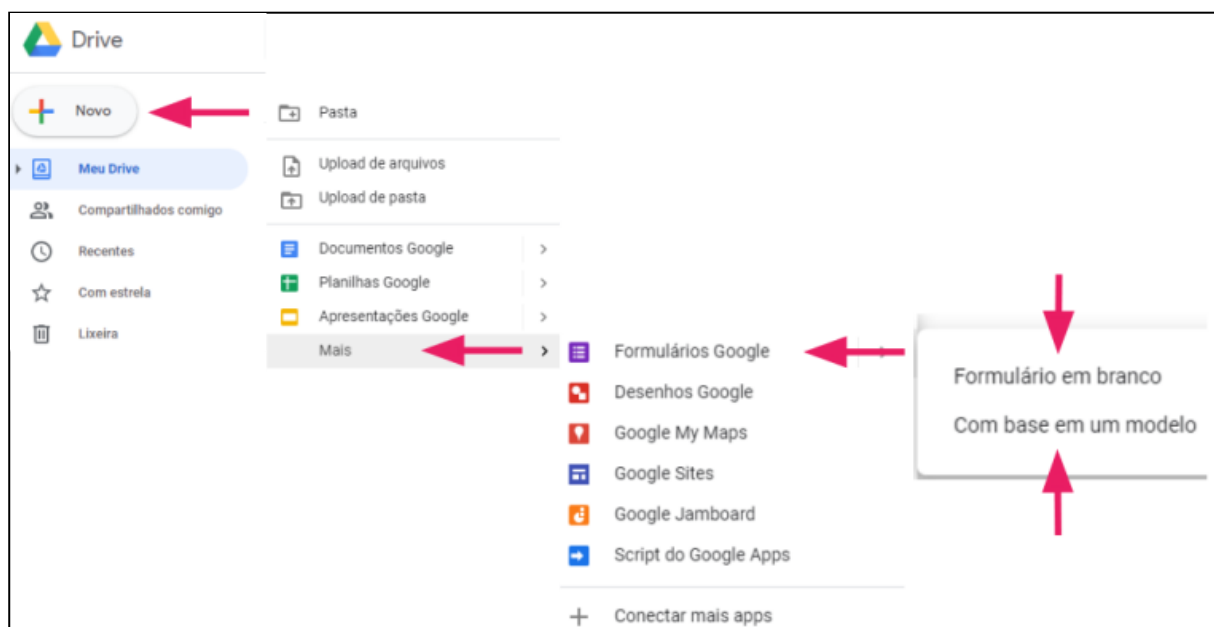 Drive
Novo
Meu Drive
Compartilhados comigo
Recentes
Com estrela
Lixeira
Pasta
Upload de arquivos
Upload de pasta
Documentos Google
Planilhas Google
Apresentações Google
Mais
Formulários Google
Desenhos Google
Google My Maps
Google Sites
Google Jamboard
Script do Google Apps
Conectar mais apps
Formulário em branco
Com base em um modelo